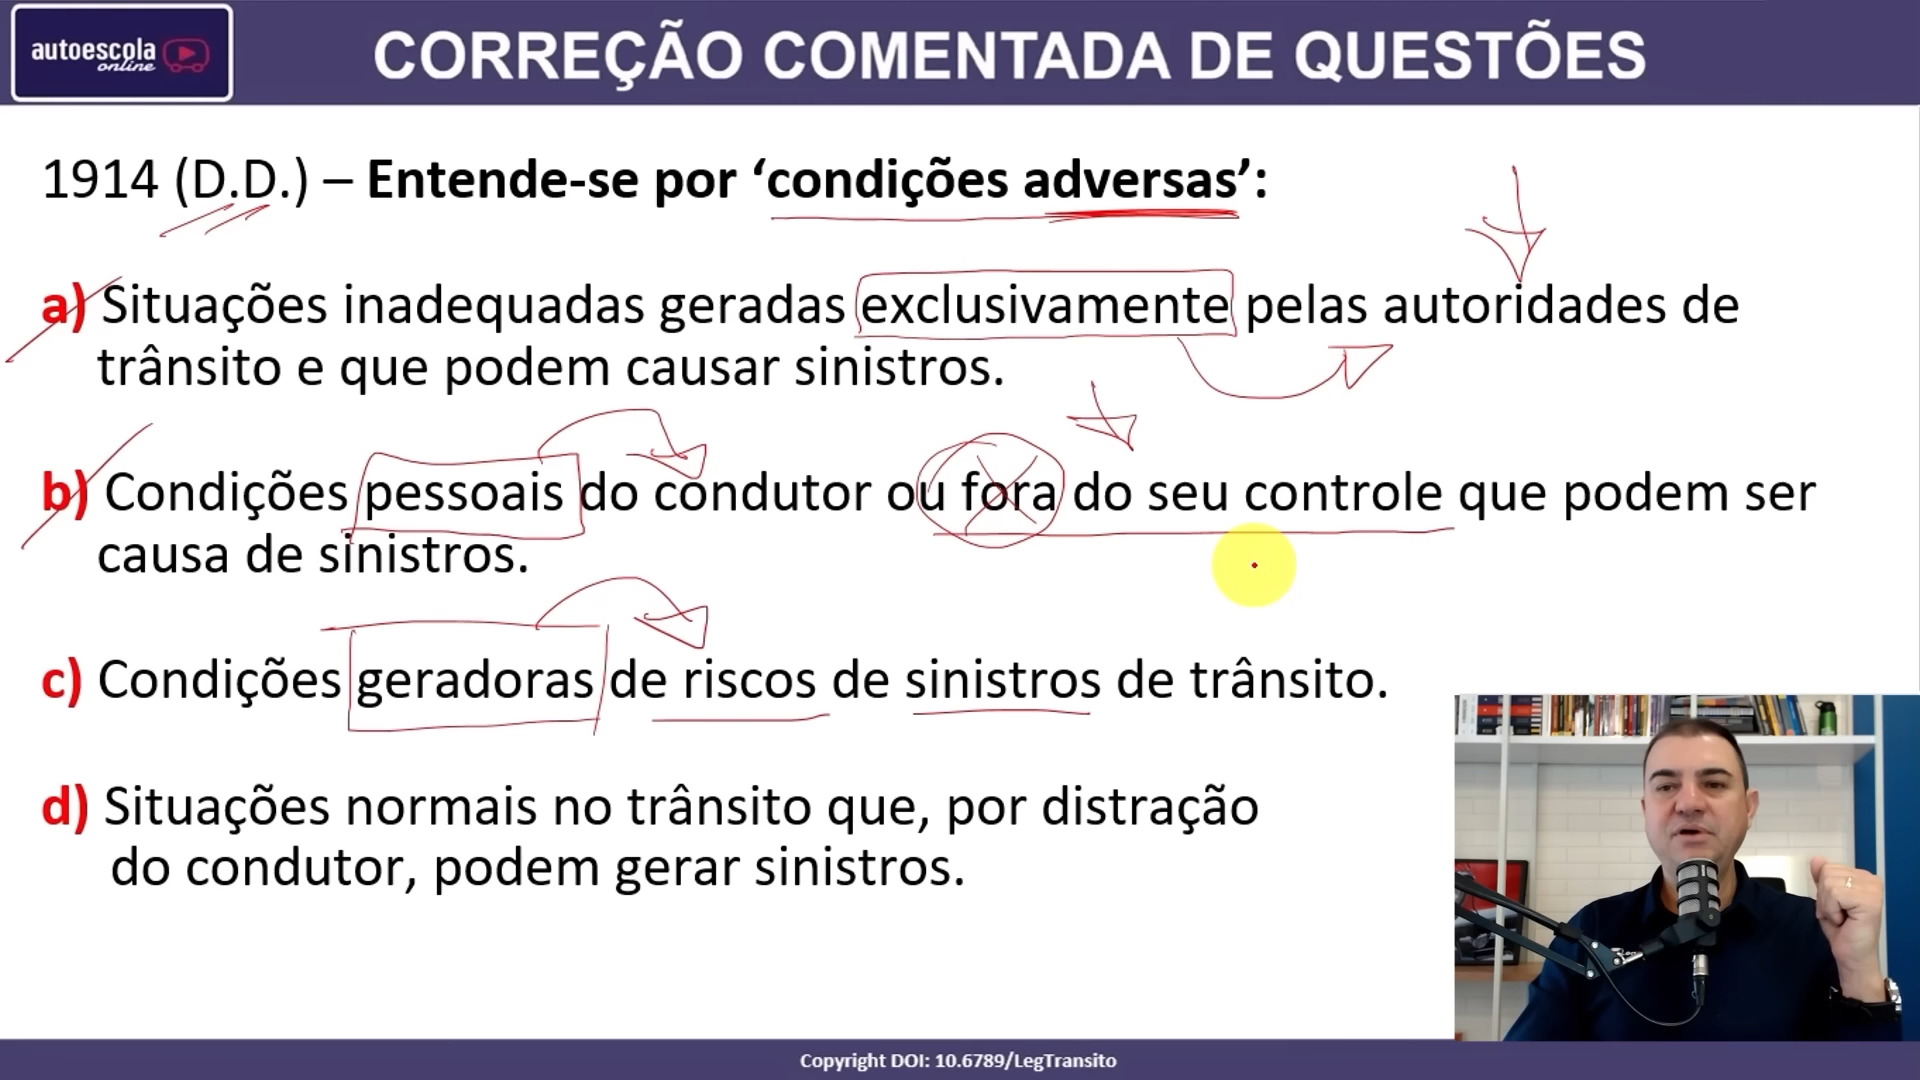 autoescola
online
CORREÇÃO COMENTADA DE QUESTÕES
1914 (D.D.) – Entende-se por ‘condições adversas’:
a) Situações inadequadas geradas exclusivamente pelas autoridades de
trânsito e que podem causar sinistros.
b) Condições pessoais do condutor ou fora do seu controle que podem ser
causa de sinistros.
c) Condições geradoras de riscos de sinistros de trânsito.
d) Situações normais no trânsito que, por distração
do condutor, podem gerar sinistros.
Copyright DOI: 10.6789/LegTransito